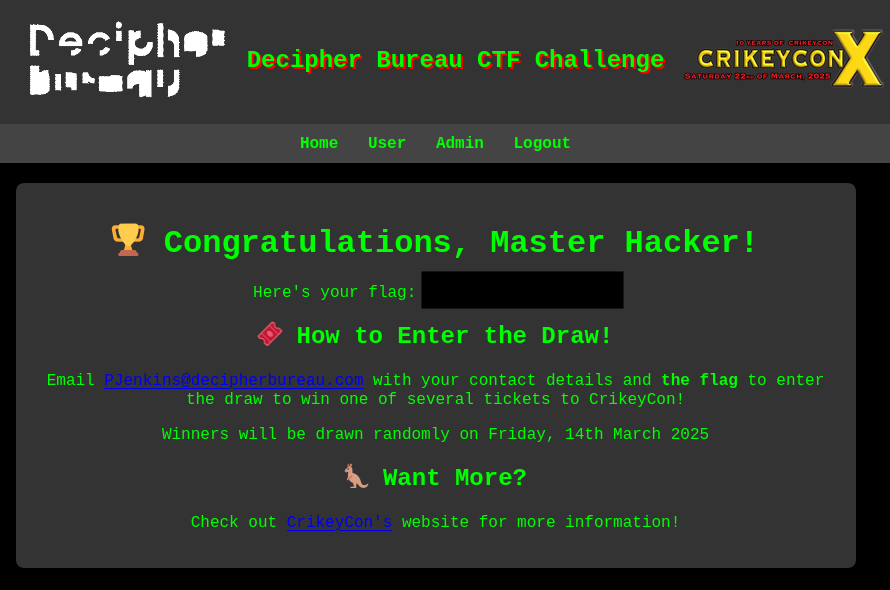 Decipher
bureau
Decipher Bureau CTF Challenge
10 YEARS OF CRIKEYCON
CRIKEYCON X
SATURDAY 22ND OF MARCH, 2025
Home User Admin Logout
🏆 Congratulations, Master Hacker!
Here's your flag:
🎟️ How to Enter the Draw!
Email PJenkins@decipherbureau.com with your contact details and the flag to enter
the draw to win one of several tickets to CrikeyCon!
Winners will be drawn randomly on Friday, 14th March 2025
🦘 Want More?
Check out CrikeyCon's website for more information!